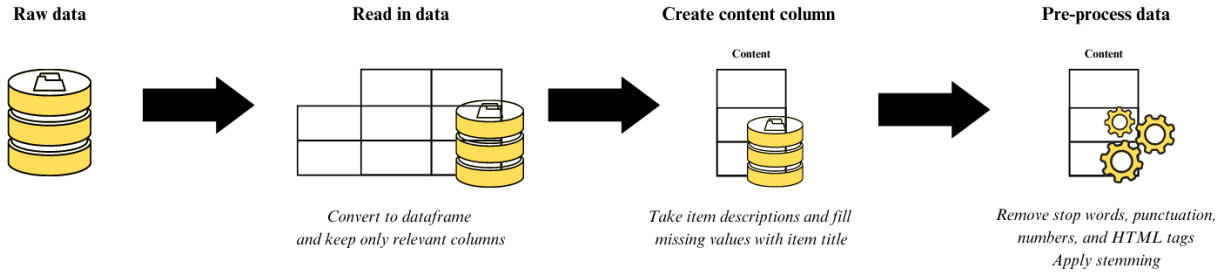 Raw data
Read in data
Create content column
Pre-process data
Content
Content
Convert to dataframe
and keep only relevant columns
Take item descriptions and fill
missing values with item title
Remove stop words, punctuation,
numbers, and HTML tags
Apply stemming